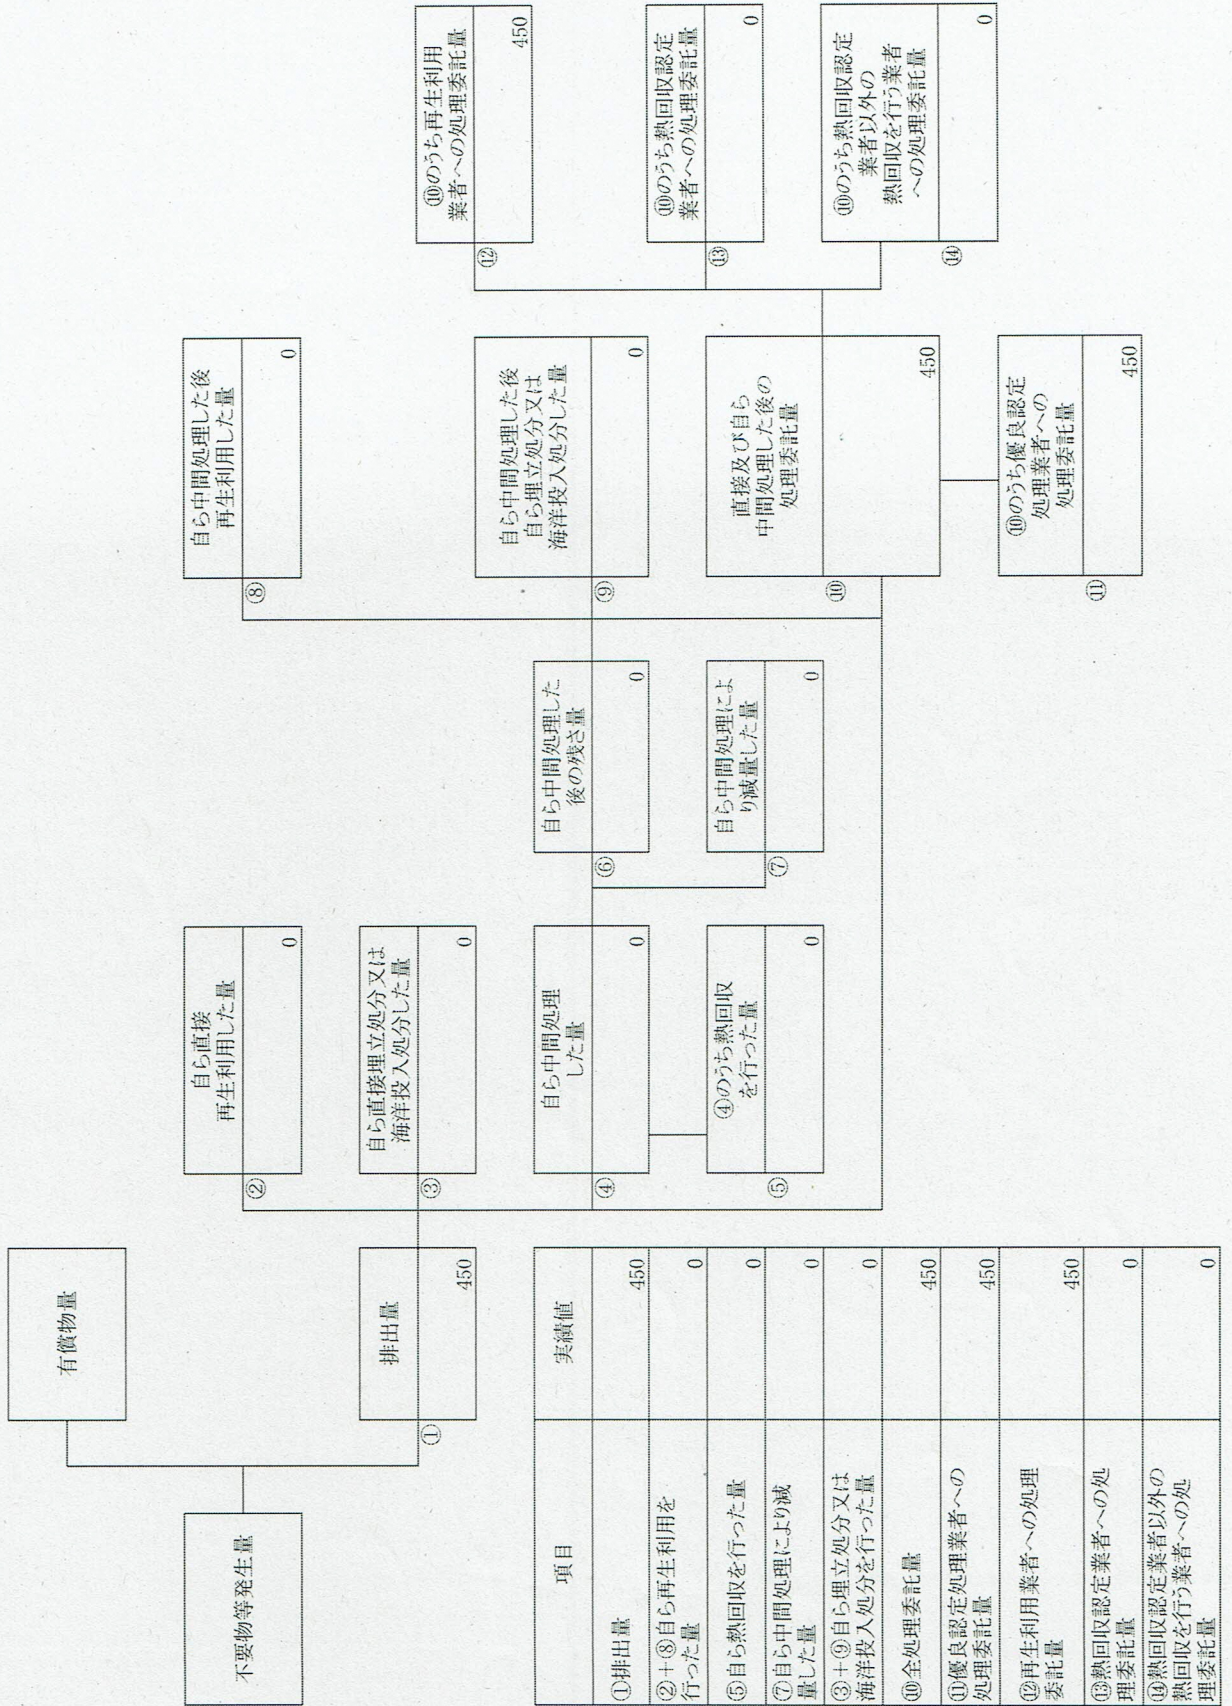 不要物等発生量
有償物量
①
排出量
450
②
自ら直接
再生利用した量
0
③
自ら直接埋立処分又は
海洋投入処分した量
0
④
自ら中間処理
した量
0
⑤
④のうち熱回収
を行った量
0
⑥
自ら中間処理した
後の残さ量
0
⑦
自ら中間処理によ
り減量した量
0
⑧
自ら中間処理した後
再生利用した量
0
⑨
自ら中間処理した後
自ら埋立処分又は
海洋投入処分した量
0
⑩
直接及び自ら
中間処理した後の
処理委託量
450
⑪
⑩のうち優良認定
処理業者への
処理委託量
450
⑫
⑩のうち再生利用
業者への処理委託量
450
⑬
⑩のうち熱回収認定
業者への処理委託量
0
⑭
⑩のうち熱回収認定
業者以外の
熱回収を行う業者
への処理委託量
0
項目 実績値
①排出量 450
②+⑧自ら再生利用を
行った量 0
⑤自ら熱回収を行った量 0
⑦自ら中間処理により減
量した量 0
③+⑨自ら埋立処分又は
海洋投入処分を行った量 0
⑩全処理委託量 450
⑪優良認定処理業者への
処理委託量 450
⑫再生利用業者への処理
委託量 450
⑬熱回収認定業者への処
理委託量 0
⑭熱回収認定業者以外の
熱回収を行う業者への処
理委託量 0